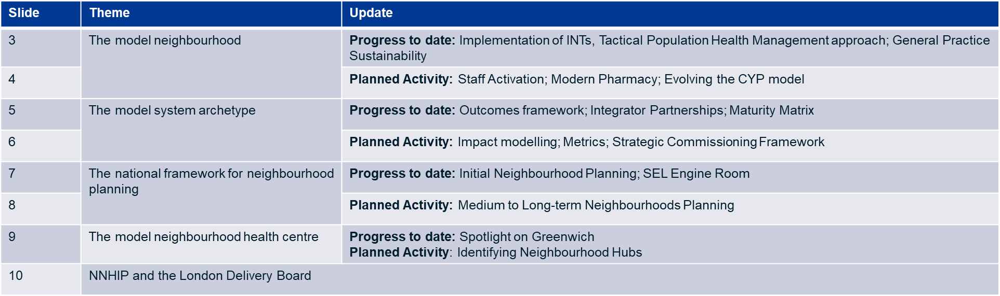 Slide Theme Update
3 The model neighbourhood Progress to date: Implementation of INTs, Tactical Population Health Management approach; General Practice
Sustainability
4 Planned Activity: Staff Activation; Modern Pharmacy; Evolving the CYP model
5 The model system archetype Progress to date: Outcomes framework; Integrator Partnerships; Maturity Matrix
6 Planned Activity: Impact modelling; Metrics; Strategic Commissioning Framework
7 The national framework for neighbourhood Progress to date: Initial Neighbourhood Planning; SEL Engine Room
planning
8 Planned Activity: Medium to Long-term Neighbourhoods Planning
9 The model neighbourhood health centre Progress to date: Spotlight on Greenwich
Planned Activity: Identifying Neighbourhood Hubs
10 NNHIP and the London Delivery Board